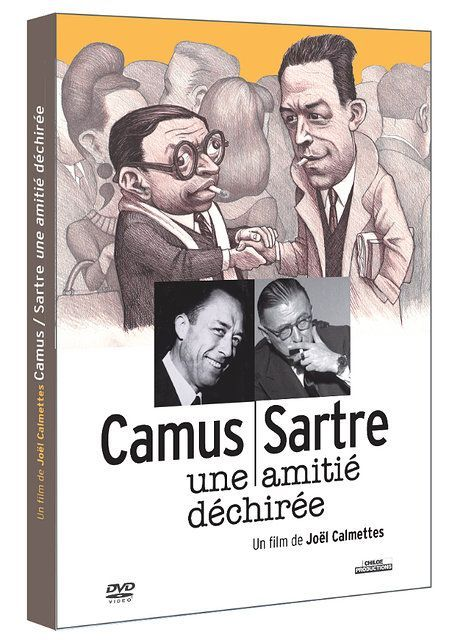 Un film de Joël Calmettes Camus / Sartre une amitié déchirée
Camus Sartre
une amitié
déchirée
Un film de Joël Calmettes
DVD
VIDEO
CHILOE
PRODUCTIONS